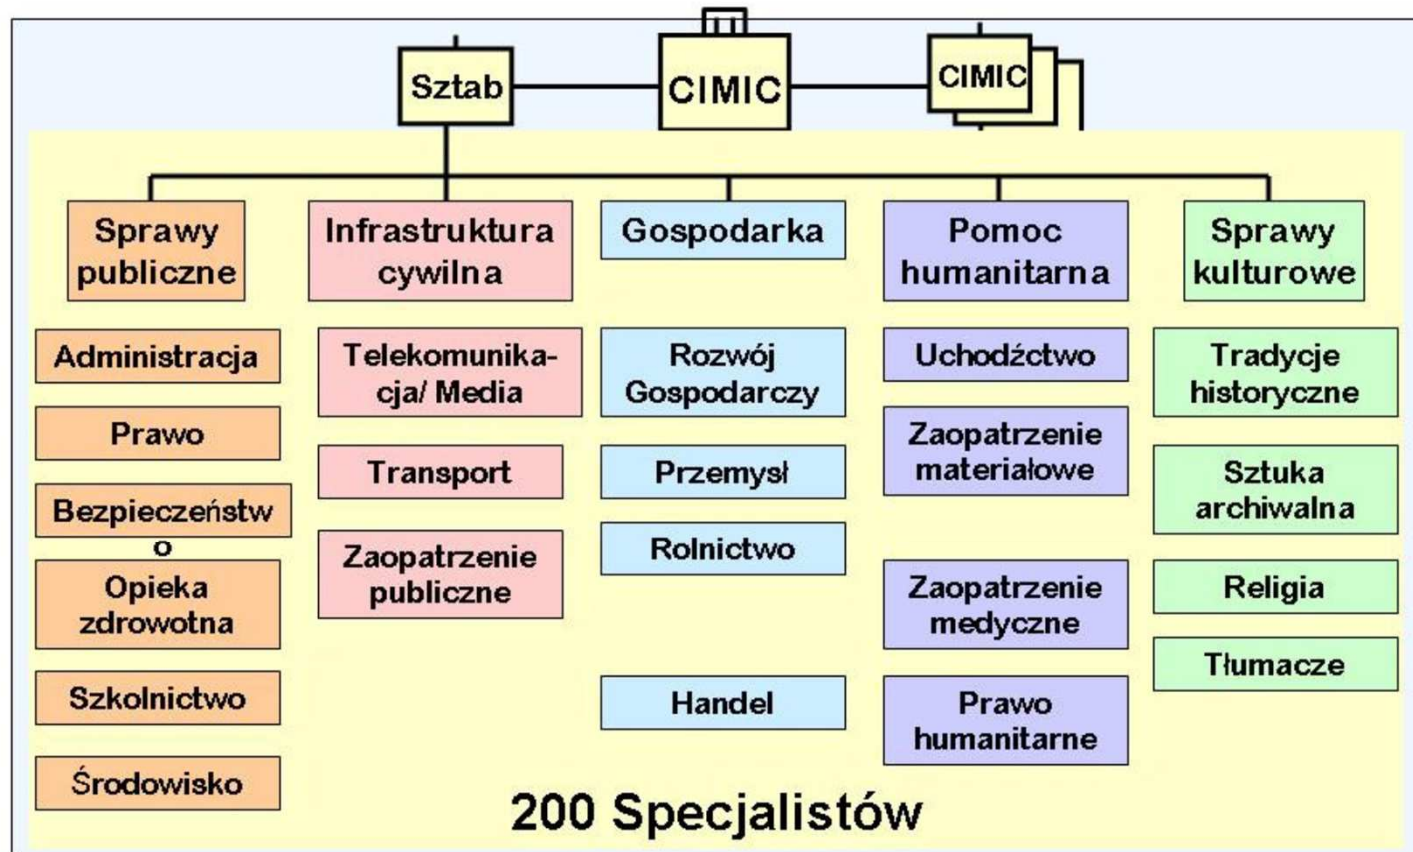 Sztab
CIMIC
CIMIC
Sprawy
publiczne
Infrastruktura
cywilna
Gospodarka
Pomoc
humanitarna
Sprawy
kulturowe
Administracja
Prawo
Bezpieczeństw
o
Opieka
zdrowotna
Szkolnictwo
Środowisko
Telekomunika-
cja/ Media
Transport
Zaopatrzenie
publiczne
Rozwój
Gospodarczy
Przemysł
Rolnictwo
Handel
Uchodźctwo
Zaopatrzenie
materiałowe
Zaopatrzenie
medyczne
Prawo
humanitarne
Tradycje
historyczne
Sztuka
archiwalna
Religia
Tłumacze
200 Specjalistów